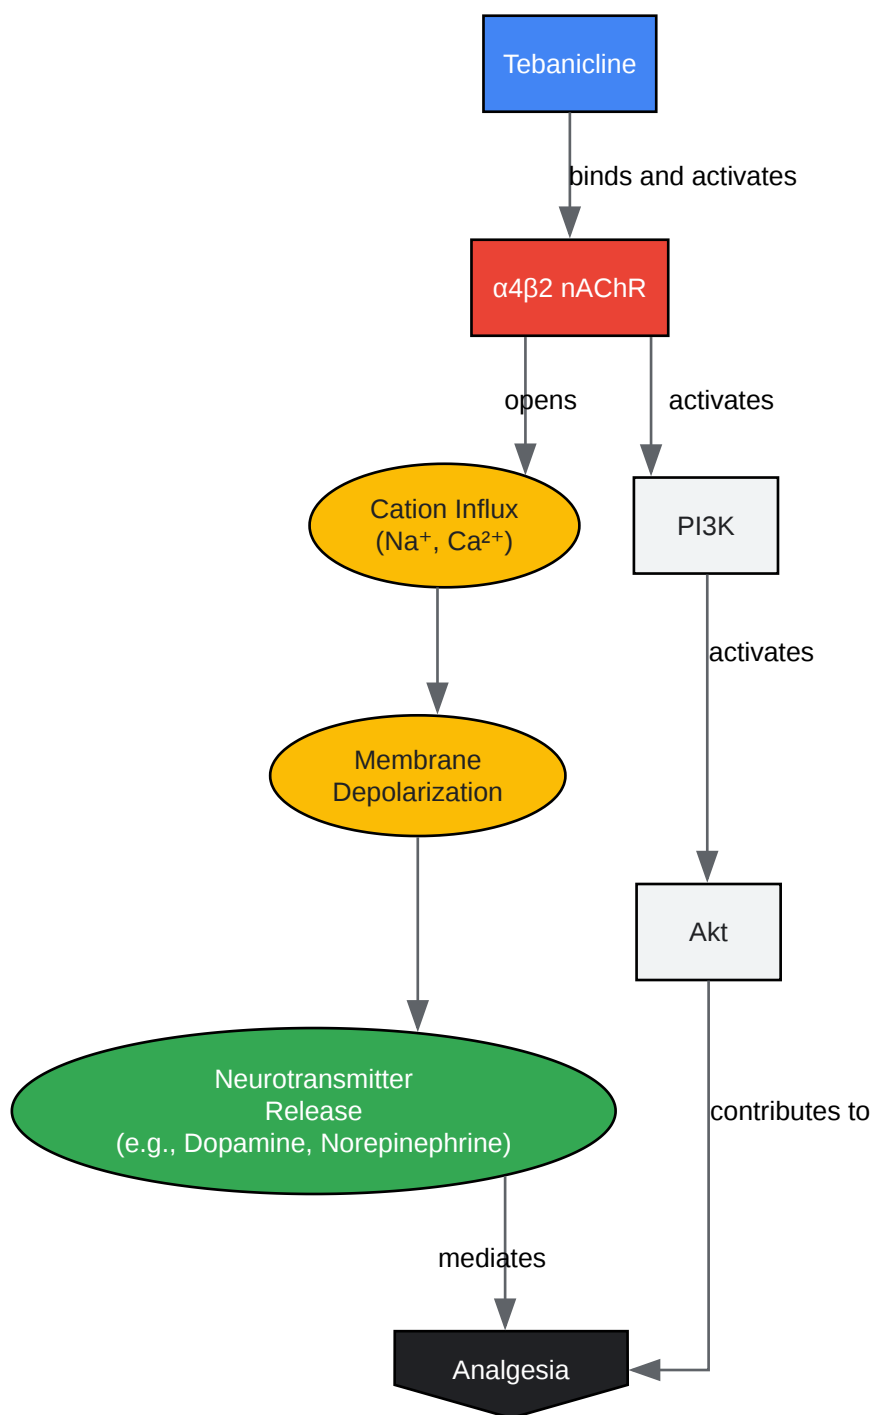 Tebanicline
binds and activates
α4β2 nAChR
opens
activates
Cation Influx
(Na⁺, Ca²⁺)
PI3K
activates
Membrane
Depolarization
Akt
Neurotransmitter
Release
(e.g., Dopamine, Norepinephrine)
contributes to
mediates
Analgesia